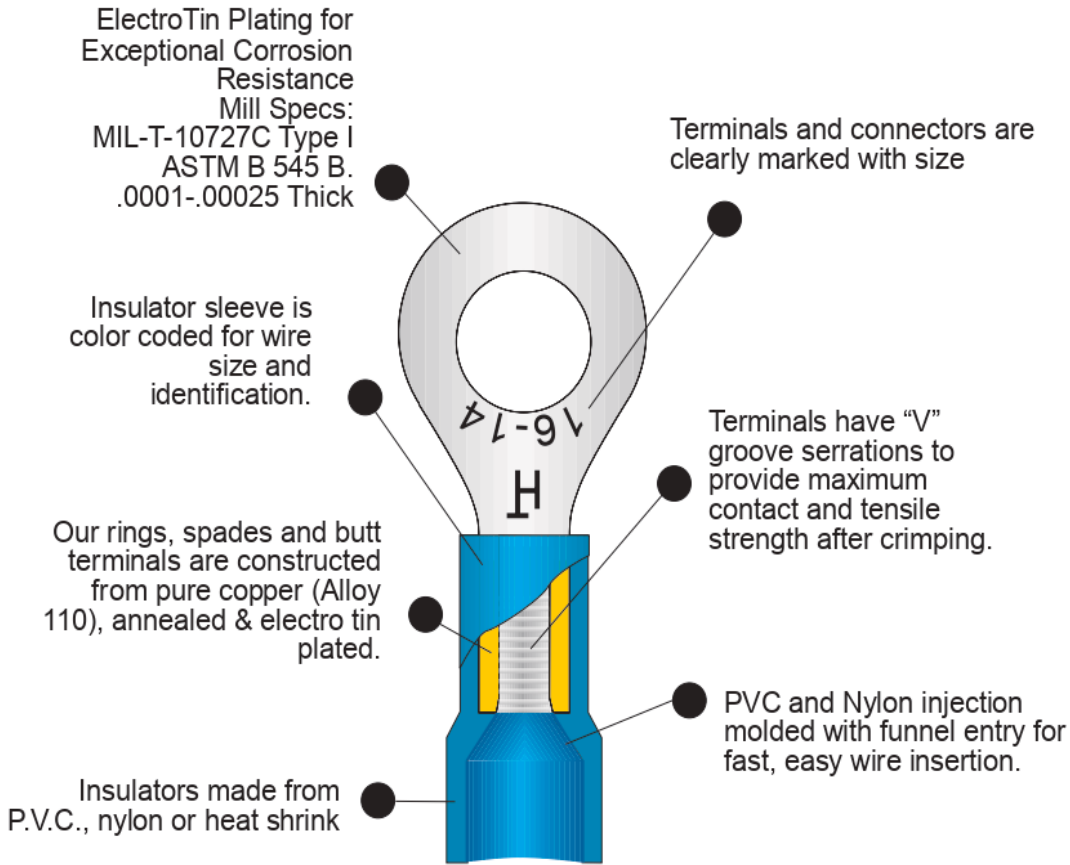 ElectroTin Plating for
Exceptional Corrosion
Resistance
Mill Specs:
MIL-T-10727C Type I
ASTM B 545 B.
.0001-.00025 Thick
Terminals and connectors are
clearly marked with size
Insulator sleeve is
color coded for wire
size and
identification.
16-14
H
Terminals have “V”
groove serrations to
provide maximum
contact and tensile
strength after crimping.
Our rings, spades and butt
terminals are constructed
from pure copper (Alloy
110), annealed & electro tin
plated.
PVC and Nylon injection
molded with funnel entry for
fast, easy wire insertion.
Insulators made from
P.V.C., nylon or heat shrink